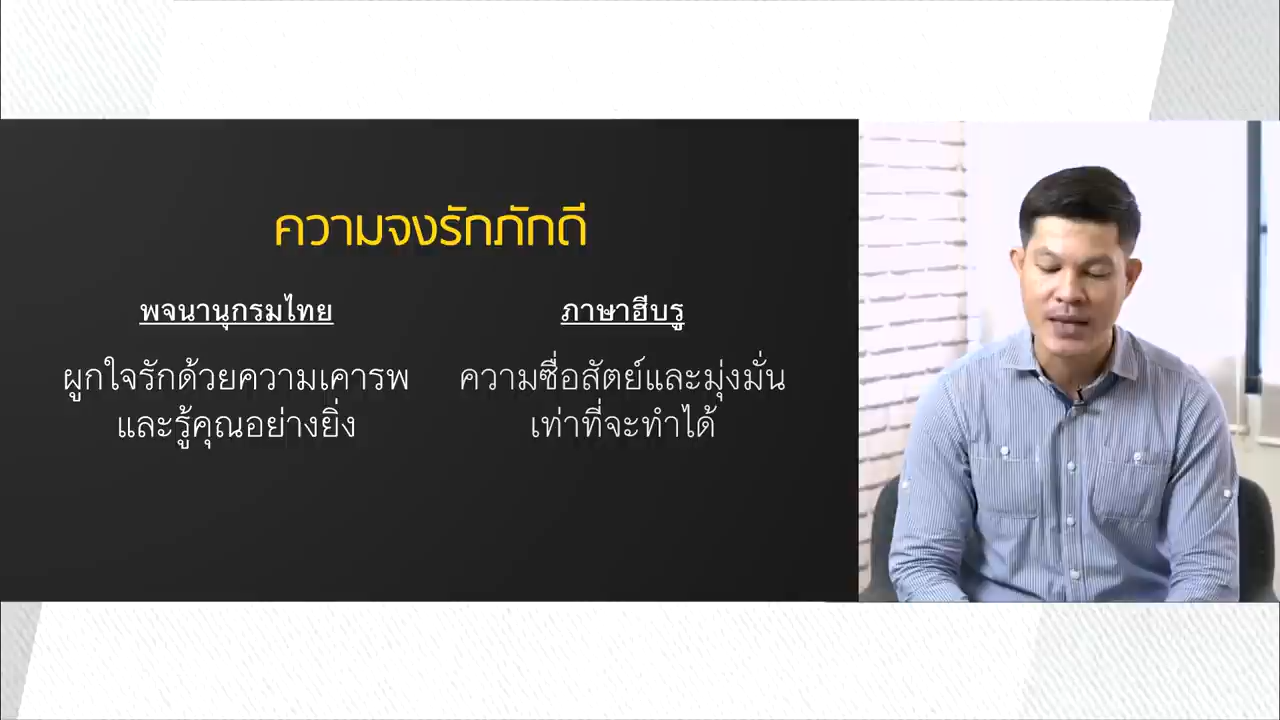 ความจงรักภักดี
พจนานุกรมไทย
ผูกใจรักด้วยความเคารพ
และรู้คุณอย่างยิ่ง
ภาษาฮีบรู
ความซื่อสัตย์และมุ่งมั่น
เท่าที่จะทำได้